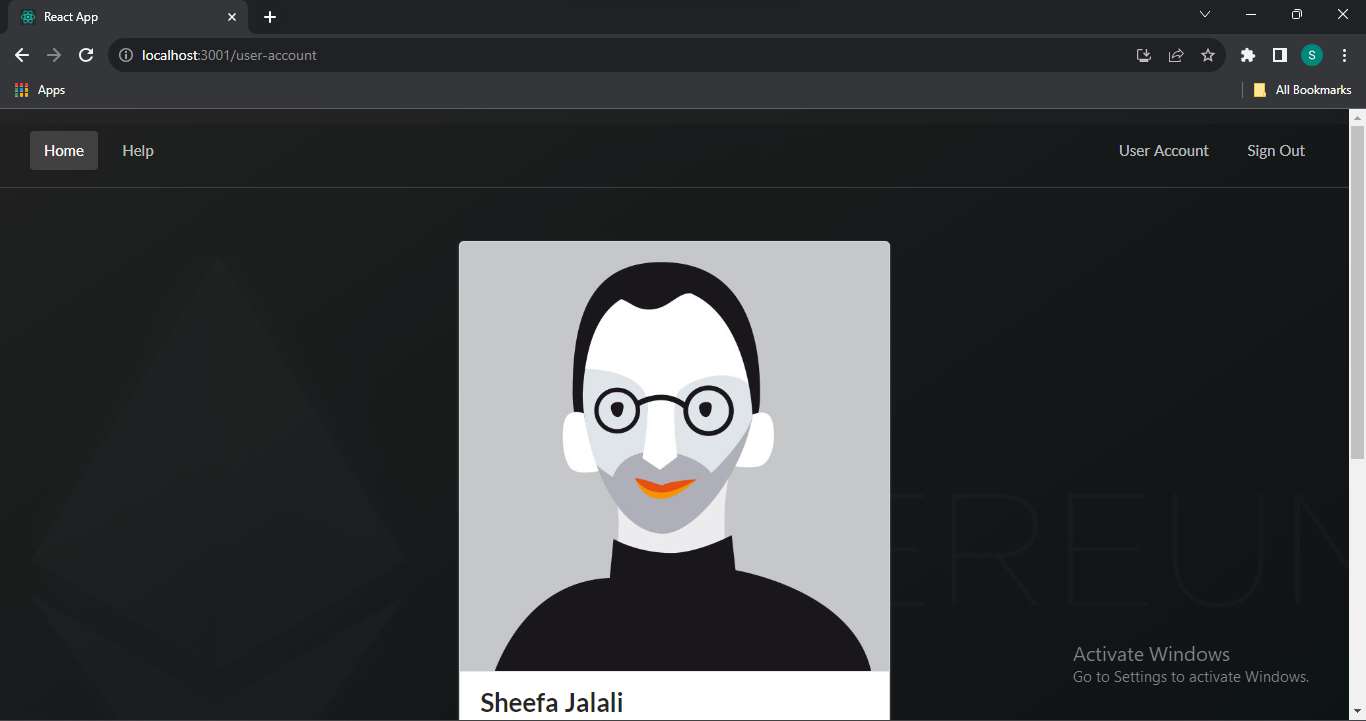 React App
localhost:3001/user-account
S
Apps
All Bookmarks
Home
Help
User Account
Sign Out
EREUM
Activate Windows
Go to Settings to activate Windows.
Sheefa Jalali